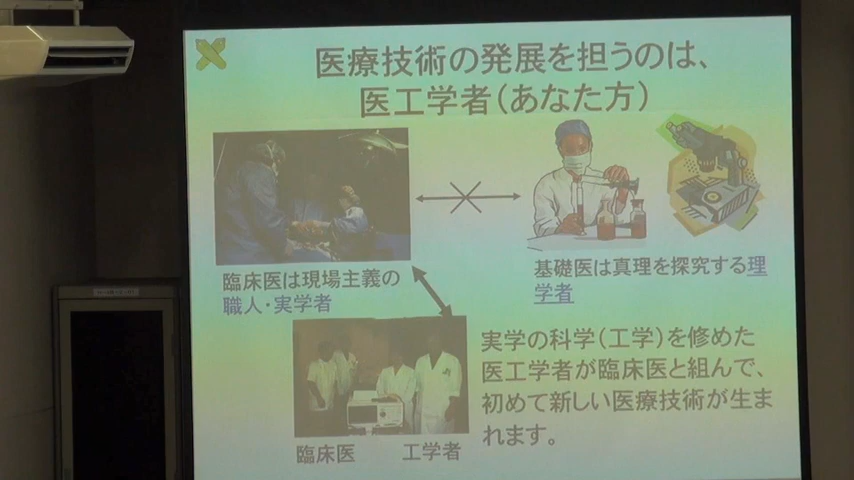 医療技術の発展を担うのは、
医工学者(あなた方)
臨床医は現場主義の
職人・実学者
基礎医は真理を探究する理
学者
実学の科学(工学)を修めた
医工学者が臨床医と組んで、
初めて新しい医療技術が生ま
れます。
臨床医 工学者